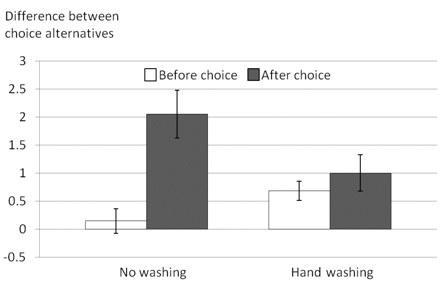 Difference between
choice alternatives
3
Before choice After choice
2.5
2
1.5
1
0.5
0
-0.5
No washing Hand washing